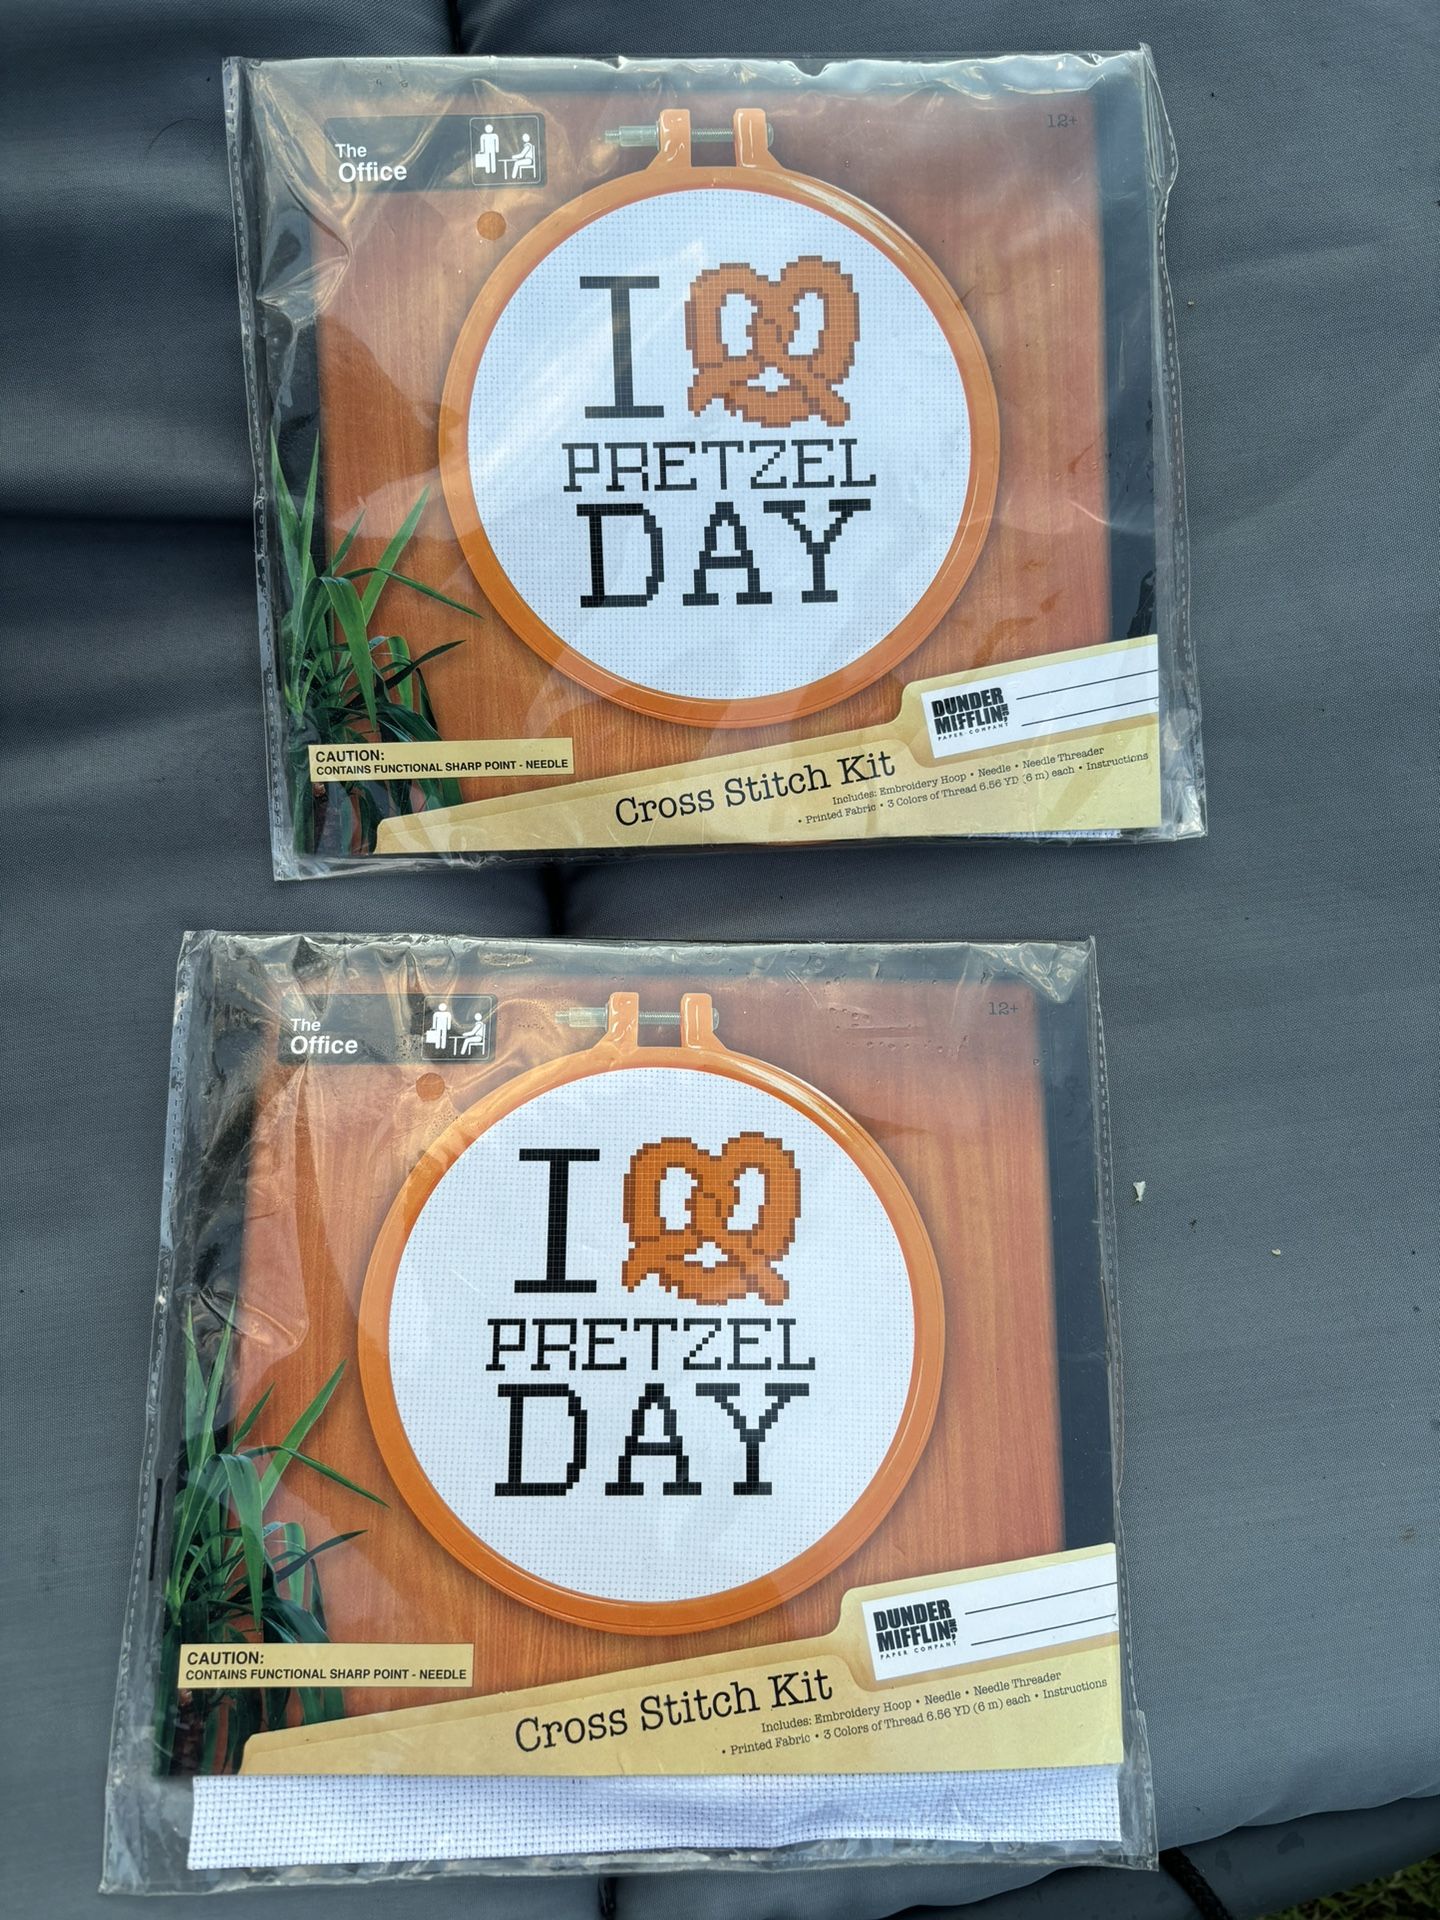 The
Office
12+
I
PRETZEL
DAY
DUNDER
MIFFLIN INC,
PAPER COMPANY
CAUTION:
CONTAINS FUNCTIONAL SHARP POINT - NEEDLE
Cross Stitch Kit
Includes: Embroidery Hoop • Needle • Needle Threader
• Printed Fabric • 3 Colors of Thread 6.56 YD (6 m) each • Instructions
The
Office
12+
I
PRETZEL
DAY
DUNDER
MIFFLIN INC,
PAPER COMPANY
CAUTION:
CONTAINS FUNCTIONAL SHARP POINT - NEEDLE
Cross Stitch Kit
Includes: Embroidery Hoop • Needle • Needle Threader
• Printed Fabric • 3 Colors of Thread 6.56 YD (6 m) each • Instructions